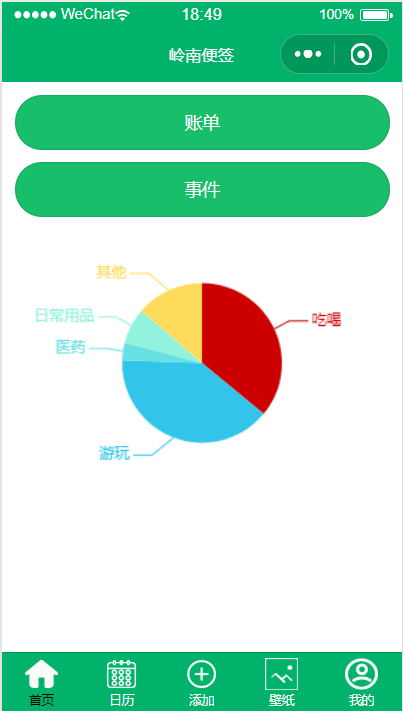 WeChat 18:49 100%
岭南便签
账单
事件
其他
吃喝
日常用品
医药
游玩
首页 日历 添加 壁纸 我的